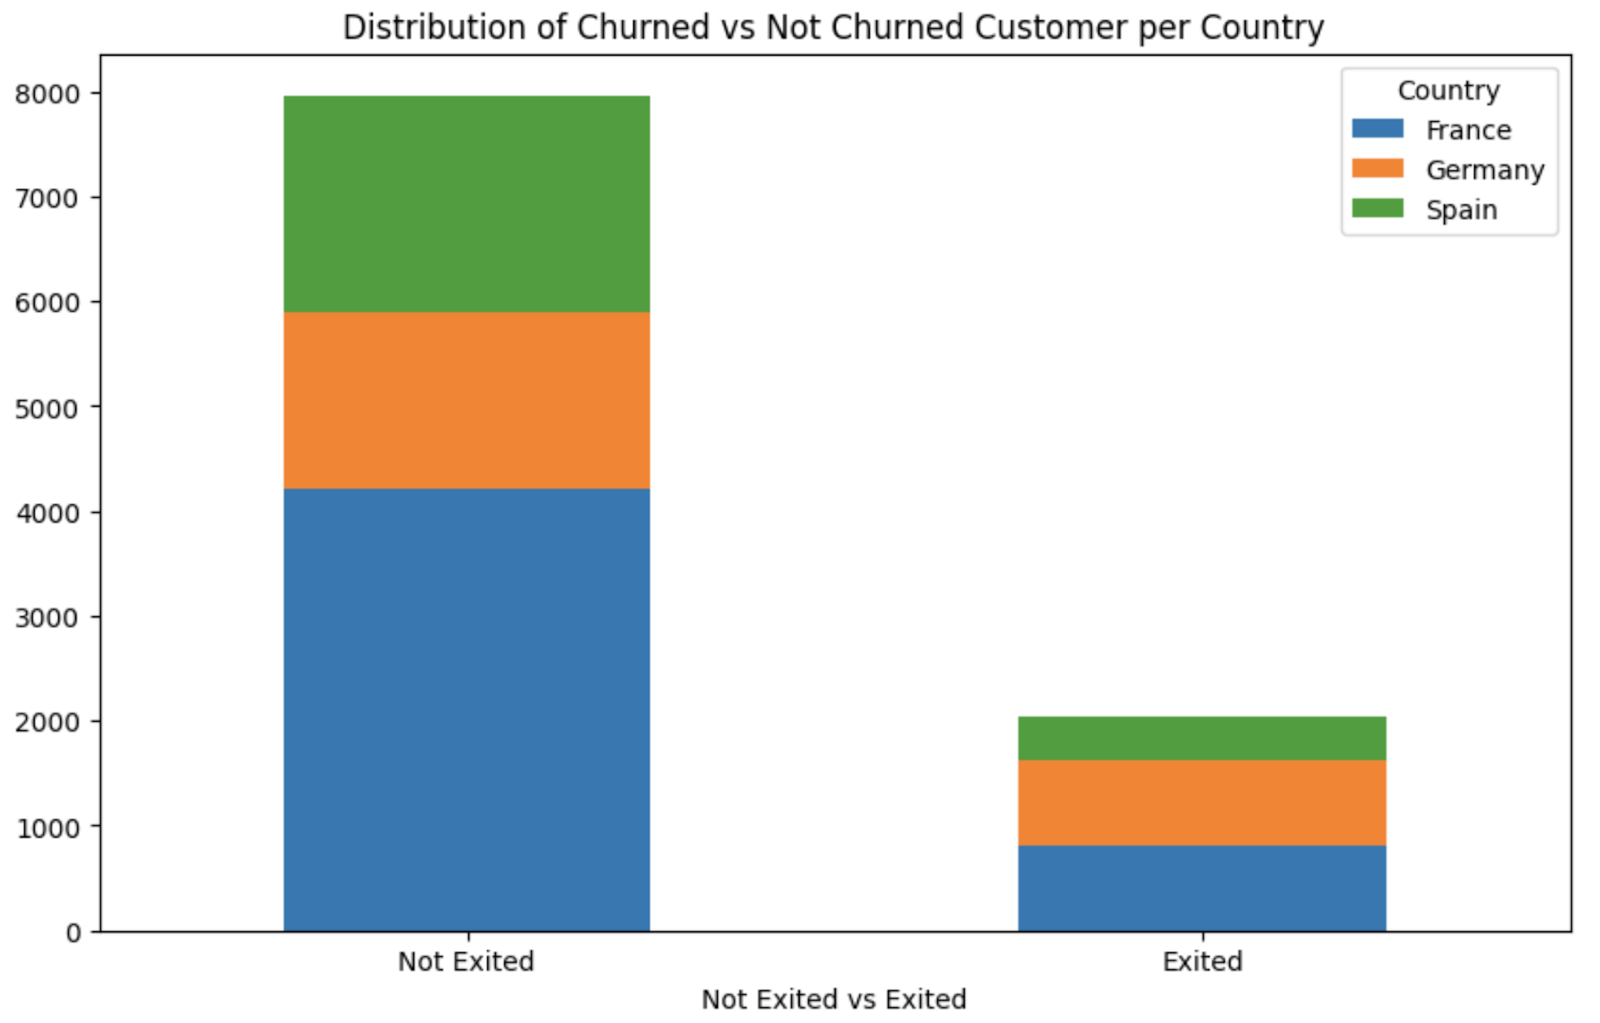 Distribution of Churned vs Not Churned Customer per Country
8000
7000
6000
5000
4000
3000
2000
1000
0
Country
France
Germany
Spain
Not Exited
Exited
Not Exited vs Exited